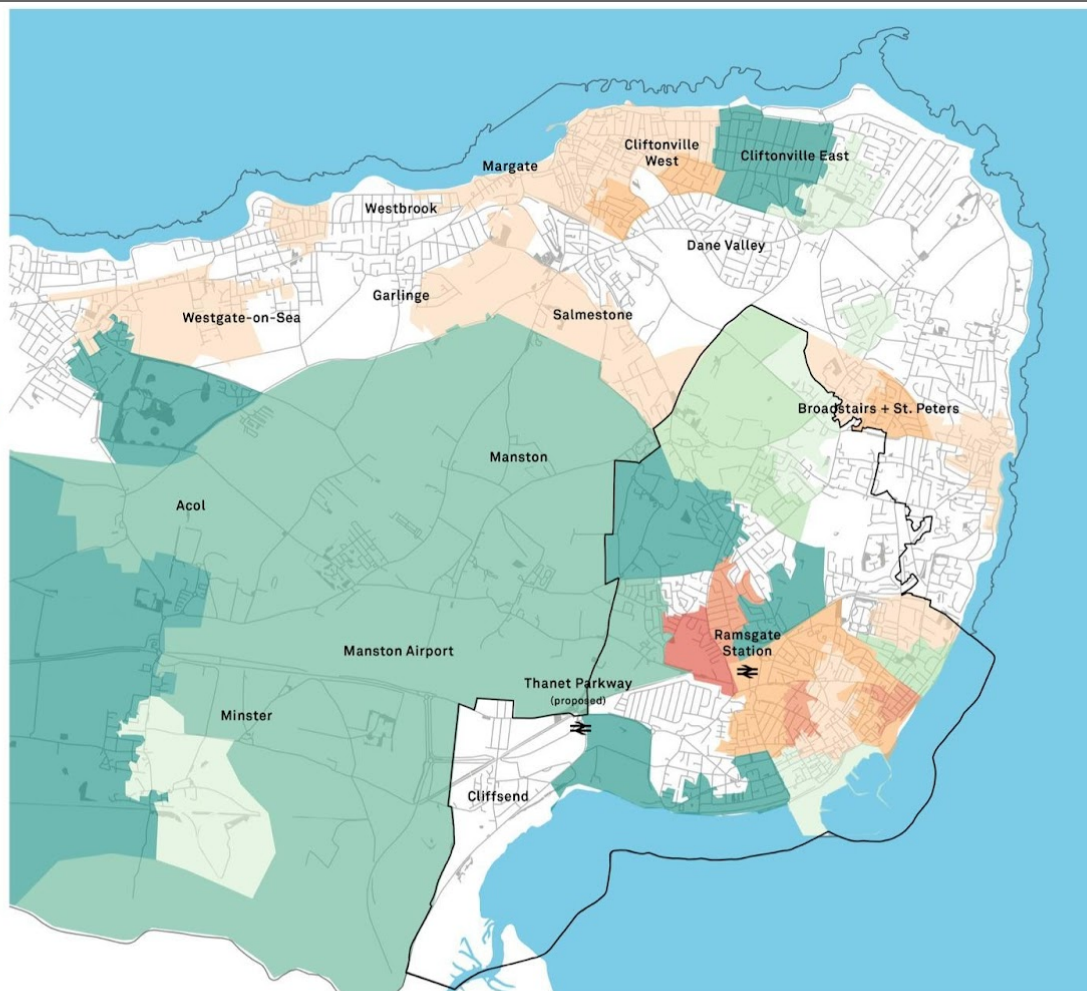 Cliftonville
West
Cliftonville East
Margate
Westbrook
Dane Valley
Garlinge
Westgate-on-Sea
Salmestone
Broadstairs + St. Peters
Manston
Acol
Ramsgate
Station
Manston Airport
Thanet Parkway
(proposed)
Minster
Cliffsend